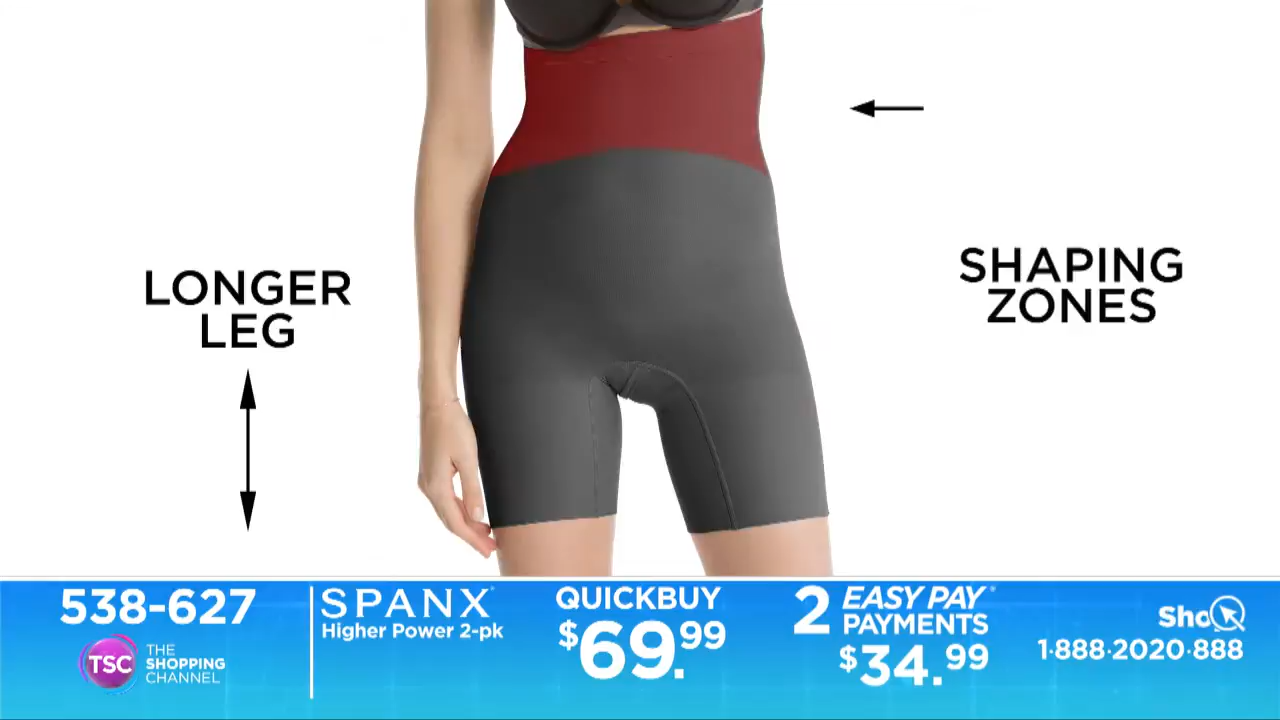 LONGER
LEG
SHAPING
ZONES
538-627
TSC
THE
SHOPPING
CHANNEL
SPANX®
Higher Power 2-pk
QUICKBUY
$69.99
2 EASY PAY®
PAYMENTS
$34.99
Sho
1·888·2020·888